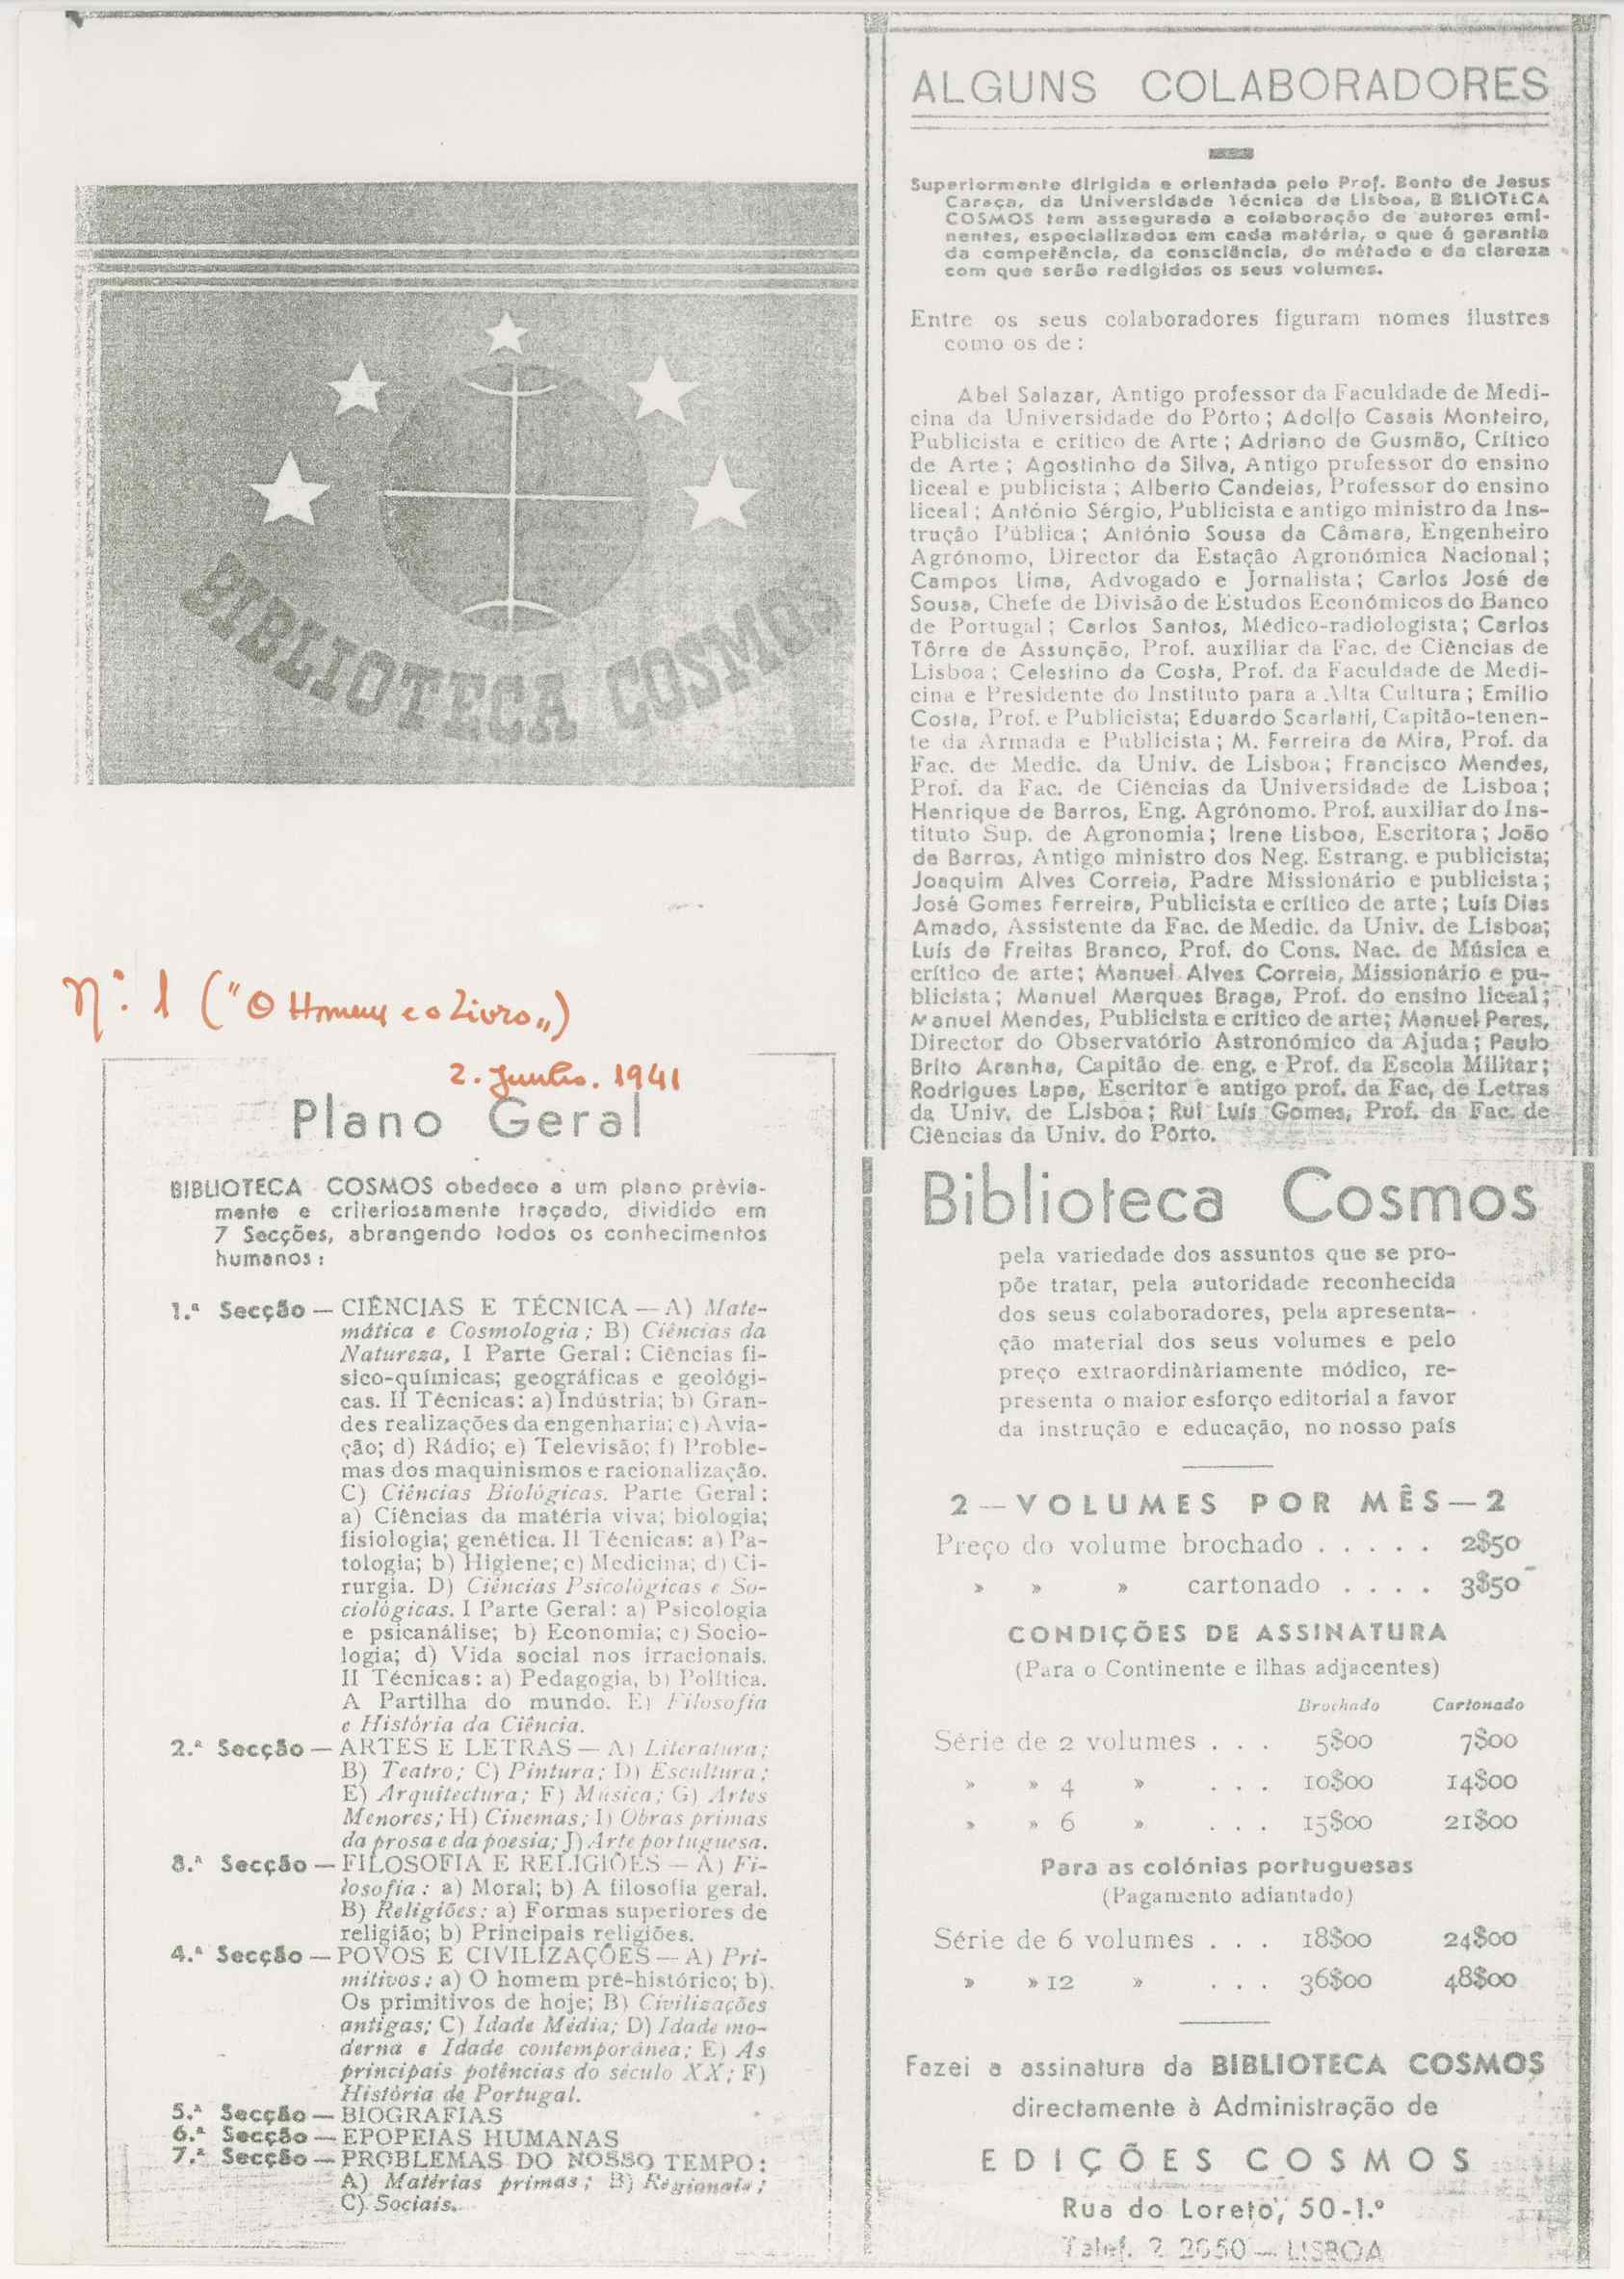 BIBLIOTECA COSMOS
Nº. 1 ("O Homem e o Livro„)
2. Junho. 1941
Plano Geral
BIBLIOTECA COSMOS obedece a um plano prèvia-
mente e criteriosamente traçado, dividido em
7 Secções, abrangendo todos os conhecimentos
humanos:
1.ª Secção — CIÊNCIAS E TÉCNICA — A) Mate-
mática e Cosmologia; B) Ciências da
Natureza, I Parte Geral: Ciências fi-
sico-químicas; geográficas e geológi-
cas. II Técnicas: a) Indústria; b) Gran-
des realizações da engenharia; c) Avia-
ção; d) Rádio; e) Televisão; f) Proble-
mas dos maquinismos e racionalização.
C) Ciências Biológicas. Parte Geral:
a) Ciências da matéria viva; biologia;
fisiologia; genética. II Técnicas: a) Pa-
tologia; b) Higiene; c) Medicina; d) Ci-
rurgia. D) Ciências Psicológicas e So-
ciológicas. I Parte Geral: a) Psicologia
e psicanálise; b) Economia; c) Socio-
logia; d) Vida social nos irracionais.
II Técnicas: a) Pedagogia, b) Política.
A Partilha do mundo. E) Filosofia
e História da Ciência.
2.ª Secção — ARTES E LETRAS — A) Literatura;
B) Teatro; C) Pintura; D) Escultura;
E) Arquitectura; F) Música; G) Artes
Menores; H) Cinemas; I) Obras primas
da prosa e da poesia; J) Arte portuguesa.
3.ª Secção — FILOSOFIA E RELIGIÕES — A) Fi-
losofia: a) Moral; b) A filosofia geral.
B) Religiões: a) Formas superiores de
religião; b) Principais religiões.
4.ª Secção — POVOS E CIVILIZAÇÕES — A) Pri-
mitivos: a) O homem pré-histórico; b).
Os primitivos de hoje; B) Civilizações
antigas; C) Idade Média; D) Idade mo-
derna e Idade contemporánea; E) As
principais potências do século XX; F)
História de Portugal.
5.ª Secção — BIOGRAFIAS
6.ª Secção — EPOPEIAS HUMANAS
7.ª Secção — PROBLEMAS DO NOSSO TEMPO:
A) Matérias primas; B) Regionais;
C) Sociais.
ALGUNS COLABORADORES
Superiormente dirigida e orientada pelo Prof. Bento de Jesus
Caraça, da Universidade Técnica de Lisboa, BIBLIOTECA
COSMOS tem assegurada a colaboração de autores emi-
nentes, especializados em cada matéria, o que é garantia
da competência, da consciência, do método e da clareza
com que serão redigidos os seus volumes.
Entre os seus colaboradores figuram nomes ilustres
como os de:
Abel Salazar, Antigo professor da Faculdade de Medi-
cina da Universidade do Pôrto; Adolfo Casais Monteiro,
Publicista e crítico de Arte; Adriano de Gusmão, Crítico
de Arte; Agostinho da Silva, Antigo professor do ensino
liceal e publicista; Alberto Candeias, Professor do ensino
liceal; António Sérgio, Publicista e antigo ministro da Ins-
trução Pública; António Sousa da Câmara, Engenheiro
Agrónomo, Director da Estação Agronómica Nacional;
Campos Lima, Advogado e Jornalista; Carlos José de
Sousa, Chefe de Divisão de Estudos Económicos do Banco
de Portugal; Carlos Santos, Médico-radiologista; Carlos
Tôrre de Assunção, Prof. auxiliar da Fac. de Ciências de
Lisboa; Celestino da Costa, Prof. da Faculdade de Medi-
cina e Presidente do Instituto para a Alta Cultura; Emílio
Costa, Prof. e Publicista; Eduardo Scarlatti, Capitão-tenen-
te da Armada e Publicista; M. Ferreira de Mira, Prof. da
Fac. de Medic. da Univ. de Lisboa; Francisco Mendes,
Prof. da Fac. de Ciências da Universidade de Lisboa;
Henrique de Barros, Eng. Agrónomo. Prof. auxiliar do Ins-
tituto Sup. de Agronomia; Irene Lisboa, Escritora; João
de Barros, Antigo ministro dos Neg. Estrang. e publicista;
Joaquim Alves Correia, Padre Missionário e publicista;
José Gomes Ferreira, Publicista e crítico de arte; Luís Dias
Amado, Assistente da Fac. de Medic. da Univ. de Lisboa;
Luís de Freitas Branco, Prof. do Cons. Nac. de Música e
crítico de arte; Manuel Alves Correia, Missionário e pu-
blicista; Manuel Marques Braga, Prof. do ensino liceal;
Manuel Mendes, Publicista e crítico de arte; Manuel Peres,
Director do Observatório Astronómico da Ajuda; Paulo
Brito Aranha, Capitão de eng. e Prof. da Escola Militar;
Rodrigues Lapa, Escritor e antigo prof. da Fac. de Letras
da Univ. de Lisboa; Rui Luís Gomes, Prof. da Fac. de
Ciências da Univ. do Pôrto.
Biblioteca Cosmos
pela variedade dos assuntos que se pro-
põe tratar, pela autoridade reconhecida
dos seus colaboradores, pela apresenta-
ção material dos seus volumes e pelo
preço extraordinàriamente módico, re-
presenta o maior esforço editorial a favor
da instrução e educação, no nosso país
2 — VOLUMES POR MÊS — 2
Preço do volume brochado . . . . . 2$50
» » » cartonado . . . . 3$50
CONDIÇÕES DE ASSINATURA
(Para o Continente e ilhas adjacentes)
Brochado Cartonado
Série de 2 volumes . . . 5$00 7$00
» » 4 » . . . 10$00 14$00
» » 6 » . . . 15$00 21$00
Para as colónias portuguesas
(Pagamento adiantado)
Série de 6 volumes . . . 18$00 24$00
» » 12 » . . . 36$00 48$00
Fazei a assinatura da BIBLIOTECA COSMOS
directamente à Administração de
EDIÇÕES COSMOS
Rua do Loreto, 50-1.º
Telef. 2 2650 — LISBOA